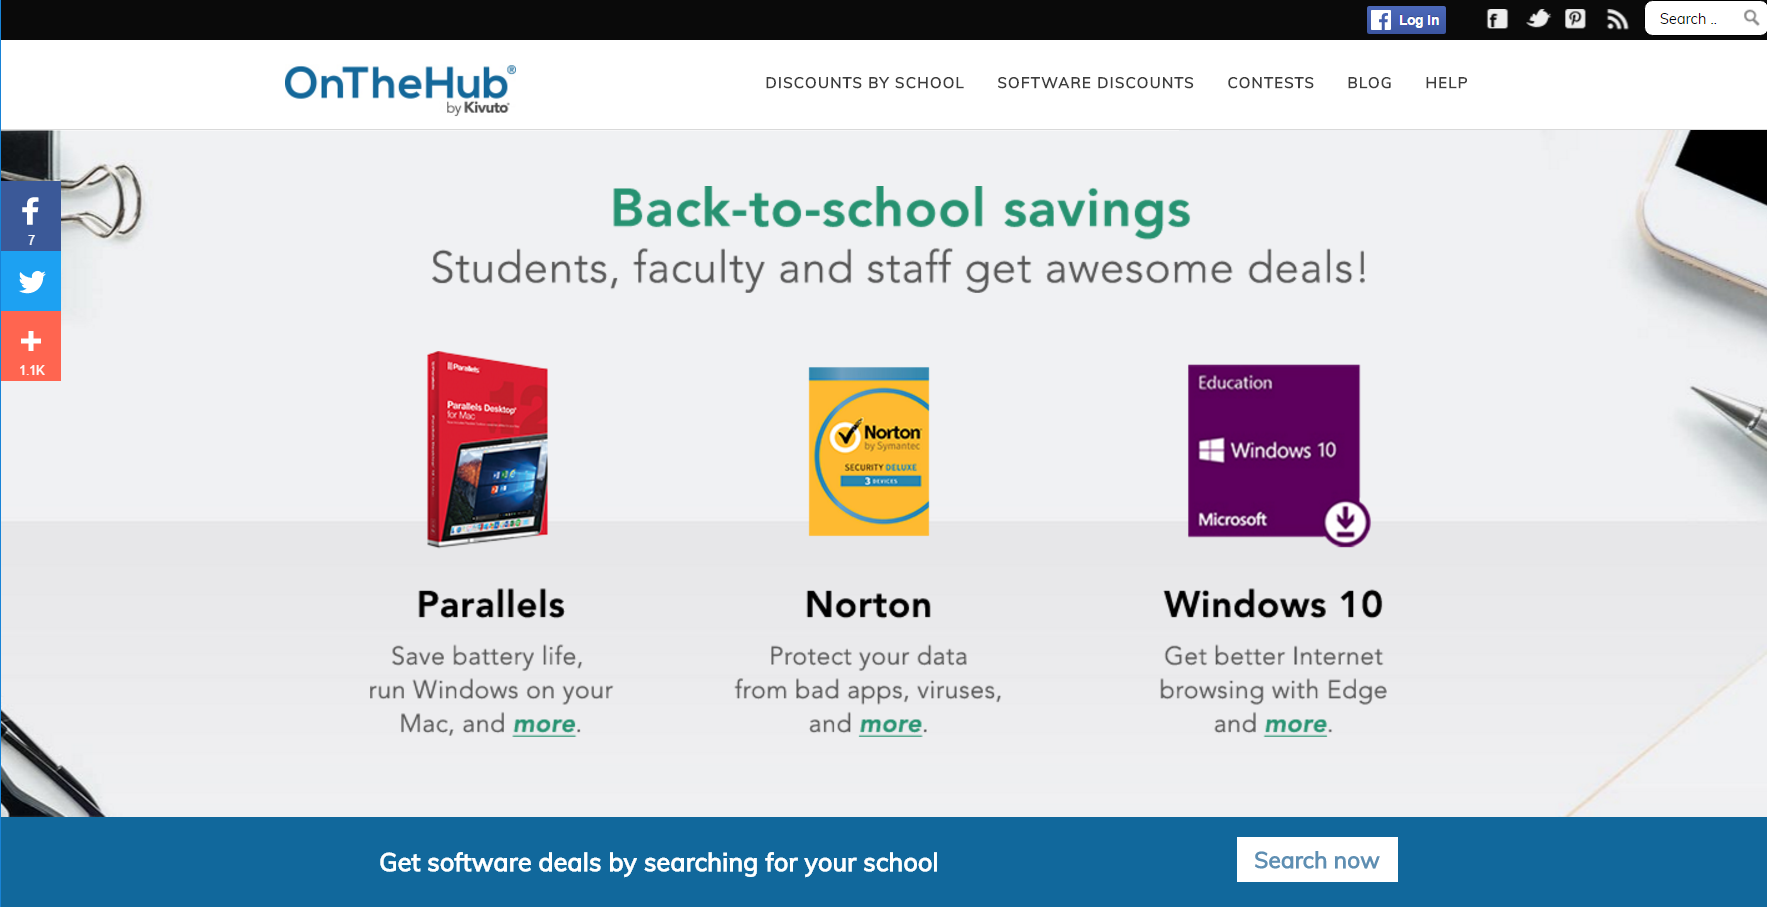 Log In
Search ..
OnTheHub®
by Kivuto
DISCOUNTS BY SCHOOL
SOFTWARE DISCOUNTS
CONTESTS
BLOG
HELP
7
1.1K
Back-to-school savings
Students, faculty and staff get awesome deals!
Parallels
12
Parallels Desktop
for Mac
Norton
by Symantec
SECURITY DELUXE
3 DEVICES
Education
Windows 10
Microsoft
Parallels
Save battery life,
run Windows on your
Mac, and more.
Norton
Protect your data
from bad apps, viruses,
and more.
Windows 10
Get better Internet
browsing with Edge
and more.
Get software deals by searching for your school
Search now